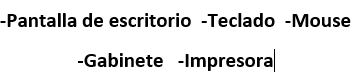 -Pantalla de escritorio  -Teclado  -Mouse
-Gabinete   -Impresora